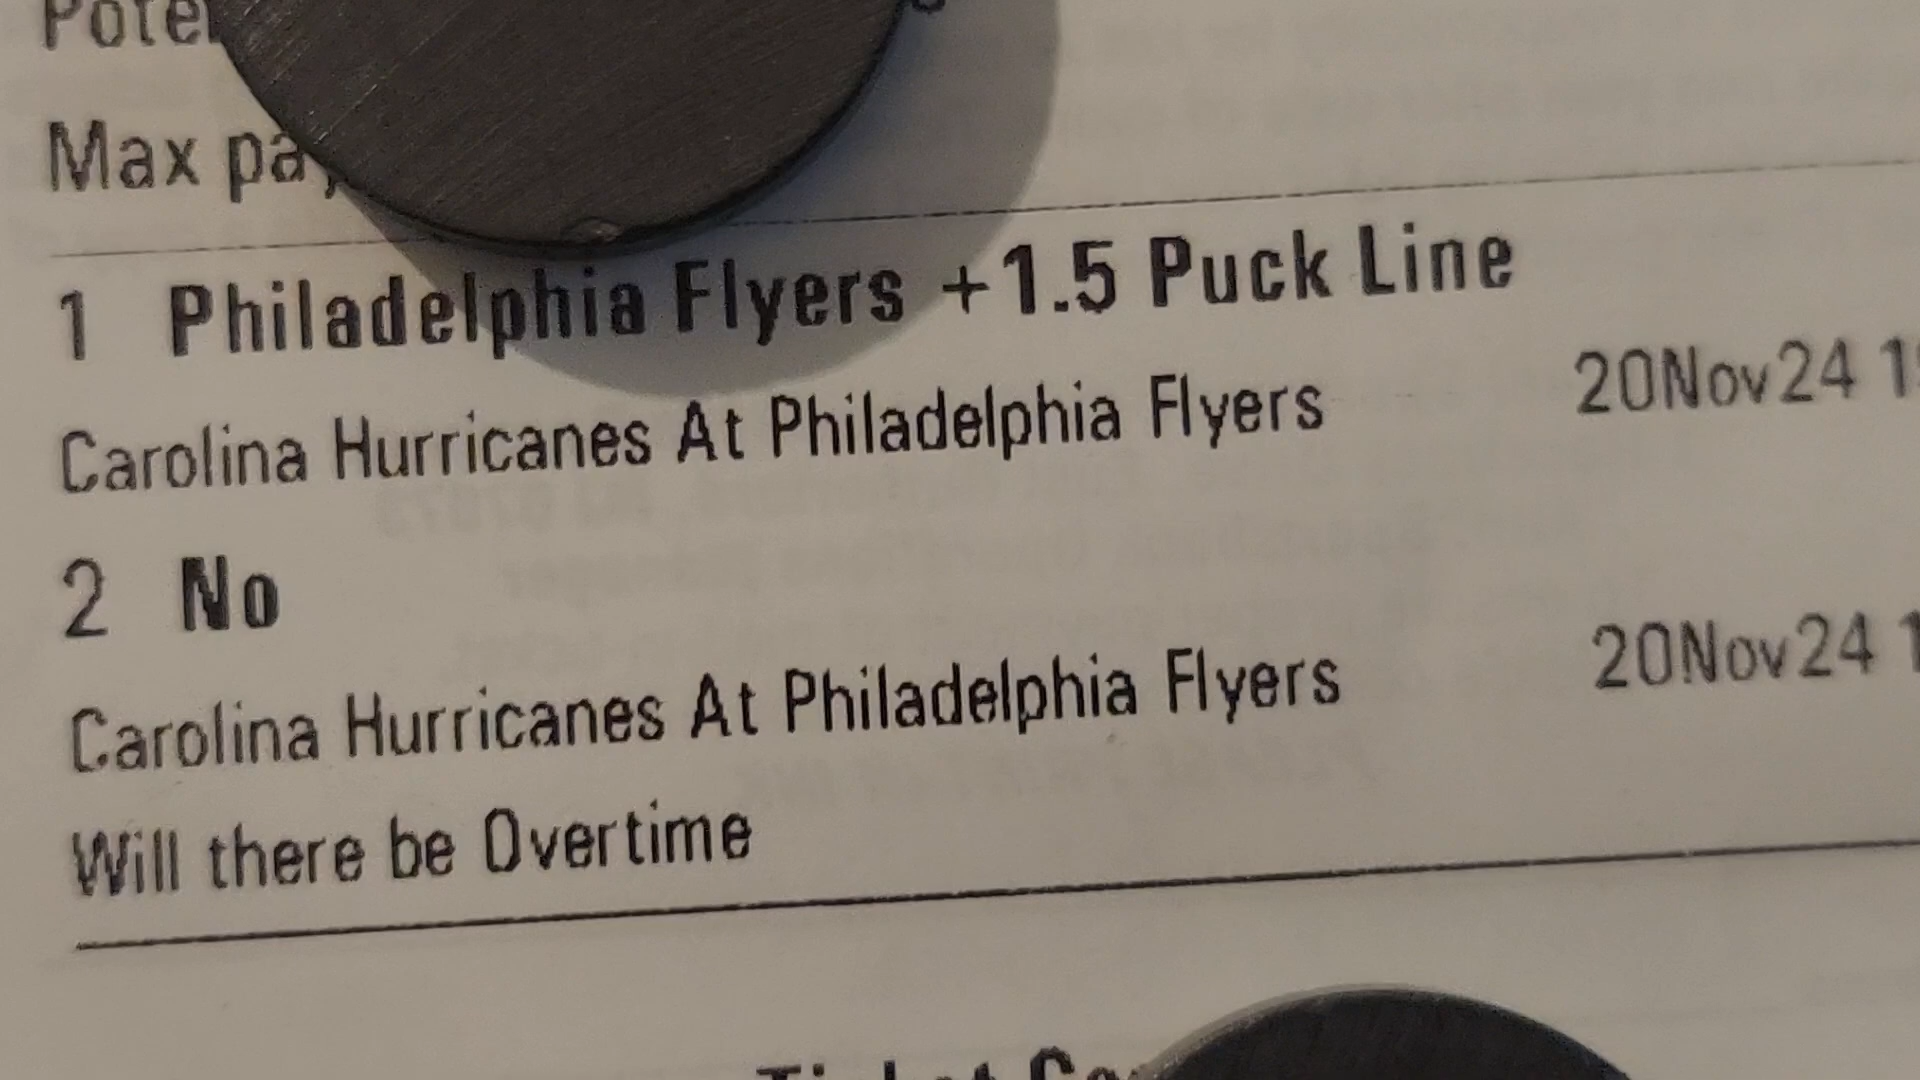 Max
1 Philadelphia Flyers +1.5 Puck Line
Carolina Hurricanes At Philadelphia Flyers 20Nov24
2 No
Carolina Hurricanes At Philadelphia Flyers 20Nov24
Will there be Overtime